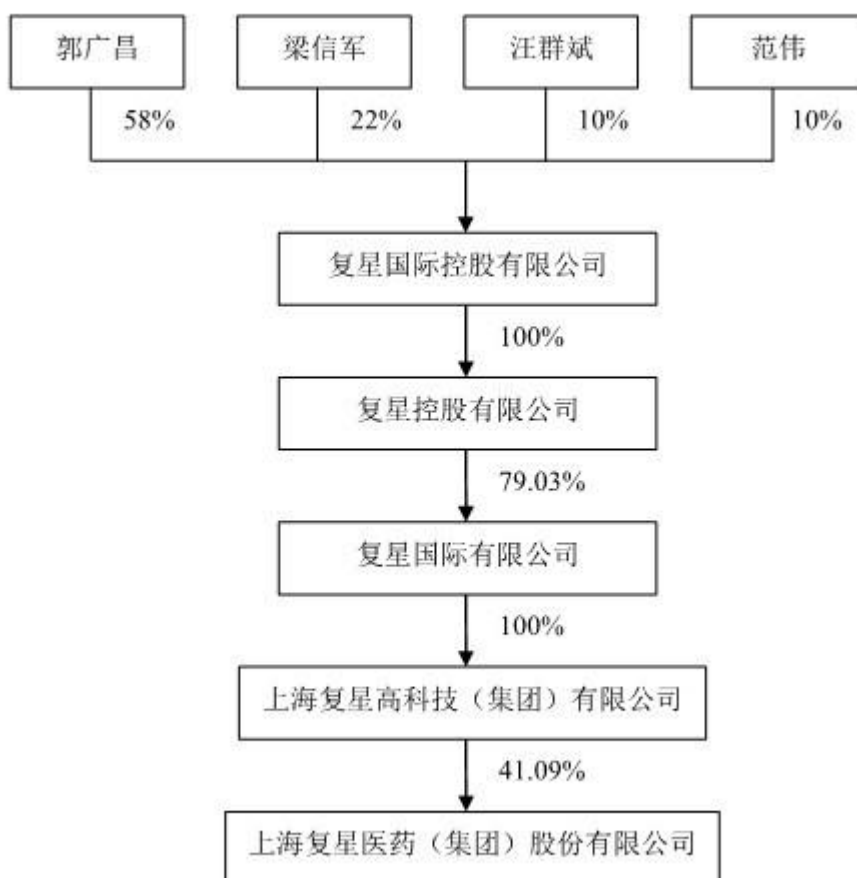 郭广昌 梁信军 汪群斌 范伟
58% 22% 10% 10%
复星国际控股有限公司
100%
复星控股有限公司
79.03%
复星国际有限公司
100%
上海复星高科技（集团）有限公司
41.09%
上海复星医药（集团）股份有限公司